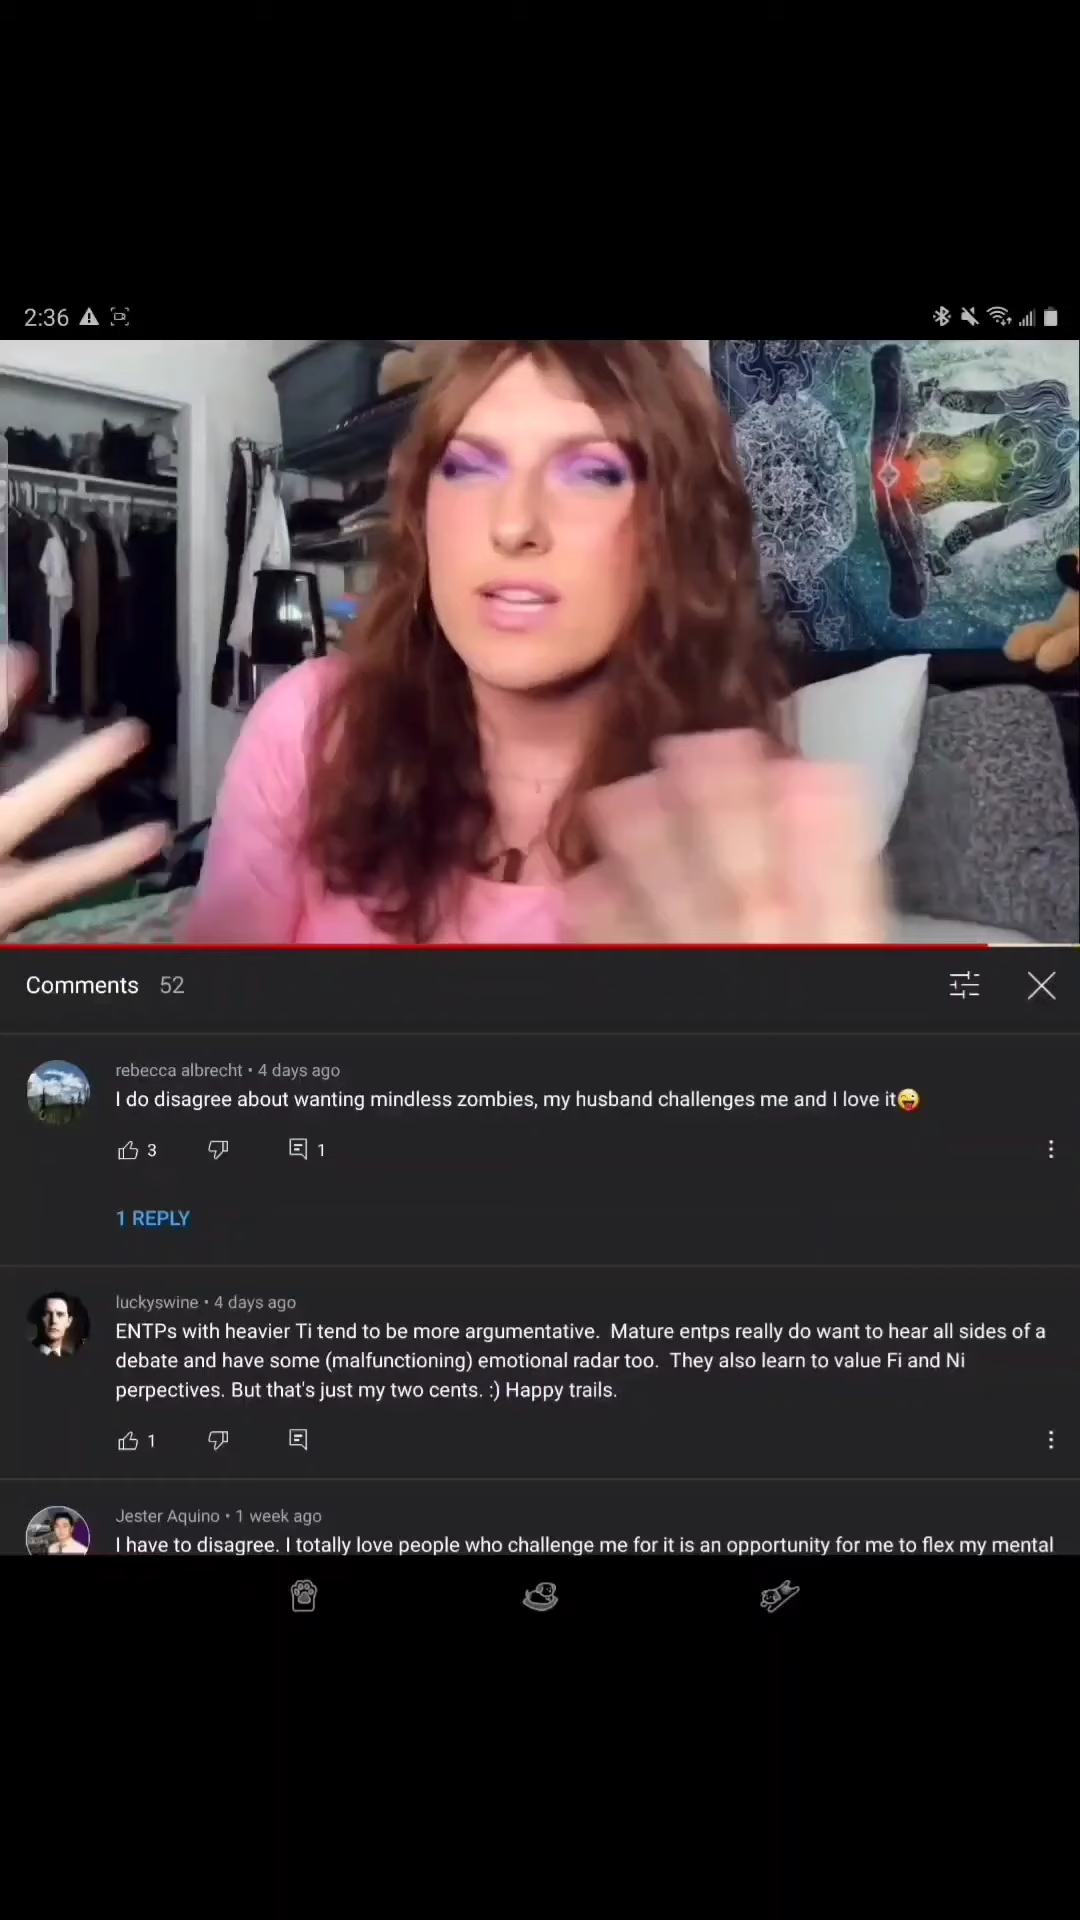 2:36
Comments 52
rebecca albrecht • 4 days ago
I do disagree about wanting mindless zombies, my husband challenges me and I love it😜
3
1
1 REPLY
luckyswine • 4 days ago
ENTPs with heavier Ti tend to be more argumentative.  Mature entps really do want to hear all sides of a
debate and have some (malfunctioning) emotional radar too.  They also learn to value Fi and Ni
perpectives. But that's just my two cents. :) Happy trails.
1
Jester Aquino • 1 week ago
I have to disagree. I totally love people who challenge me for it is an opportunity for me to flex my mental